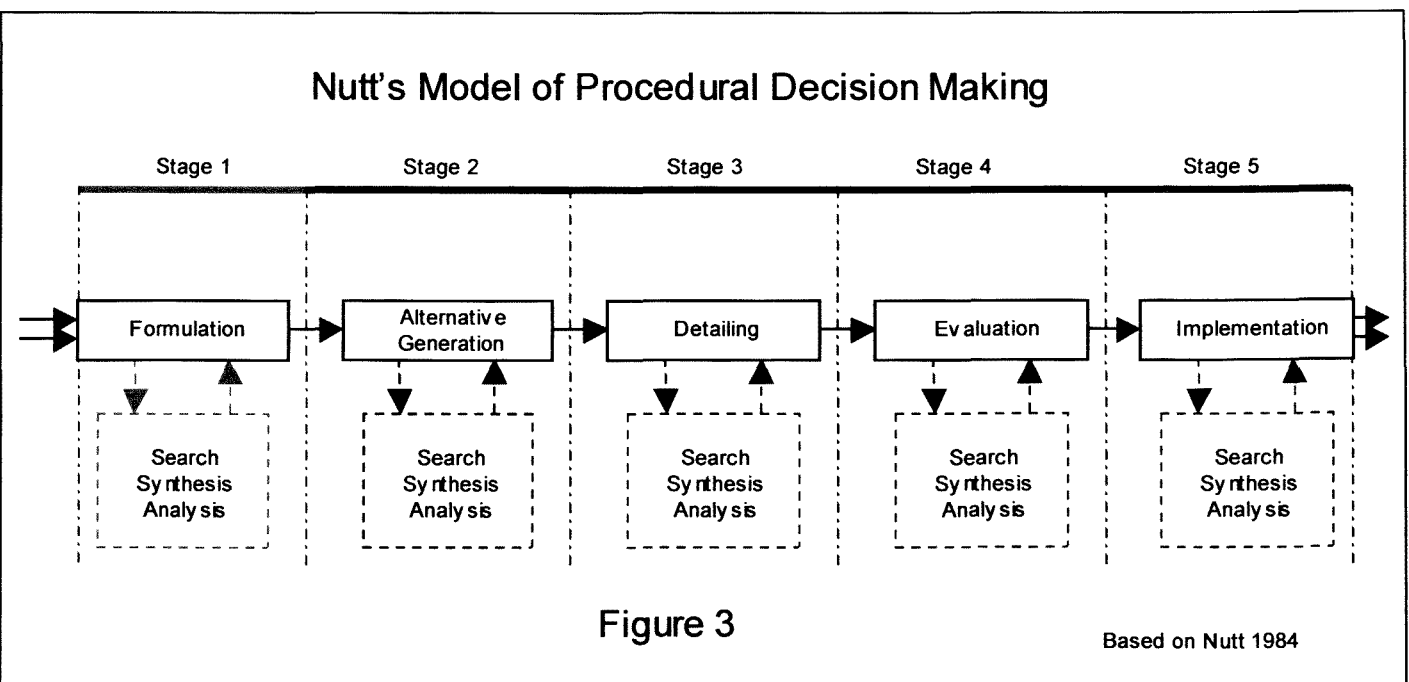 Nutt's Model of Procedural Decision Making
Stage 1
Stage 2
Stage 3
Stage 4
Stage 5
Formulation
Alternative
Generation
Detailing
Evaluation
Implementation
Search
Synthesis
Analysis
Search
Synthesis
Analysis
Search
Synthesis
Analysis
Search
Synthesis
Analysis
Search
Synthesis
Analysis
Figure 3
Based on Nutt 1984